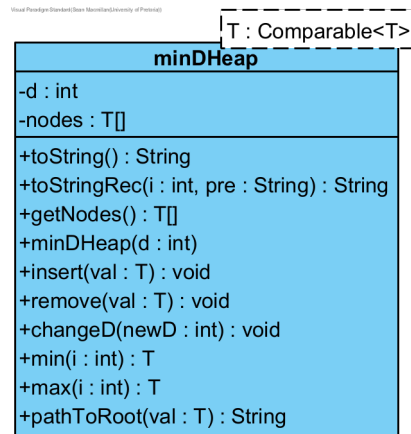 Visual Paradigm Standard(Sean Macmillan(University of Pretoria))
T : Comparable<T>
minDHeap
-d : int
-nodes : T[]
+toString() : String
+toStringRec(i : int, pre : String) : String
+getNodes() : T[]
+minDHeap(d : int)
+insert(val : T) : void
+remove(val : T) : void
+changeD(newD : int) : void
+min(i : int) : T
+max(i : int) : T
+pathToRoot(val : T) : String